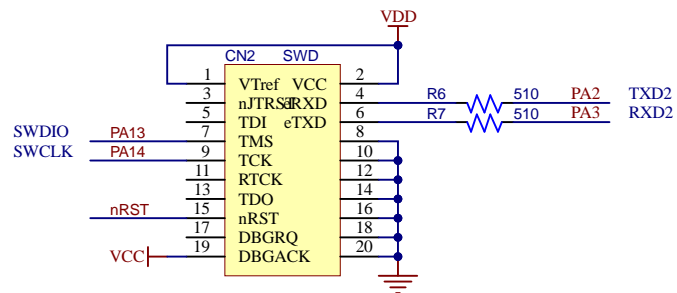 VDD
CN2 SWD
1 VTref VCC 2
3 nJTRST eRXD 4 R6 510 PA2 TXD2
5 TDI eTXD 6 R7 510 PA3 RXD2
SWDIO PA13 7 TMS 8
SWCLK PA14 9 TCK 10
11 RTCK 12
13 TDO 14
nRST 15 nRST 16
17 DBGRQ 18
VCC 19 DBGACK 20